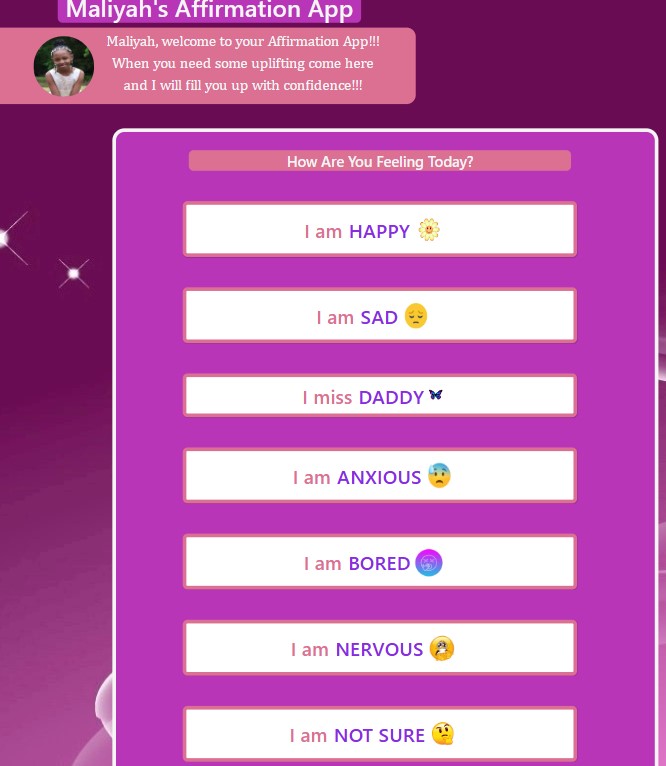 Maliyah's Affirmation App
Maliyah, welcome to your Affirmation App!!!
When you need some uplifting come here
and I will fill you up with confidence!!!
How Are You Feeling Today?
I am HAPPY
I am SAD
I miss DADDY
I am ANXIOUS
I am BORED
I am NERVOUS
I am NOT SURE